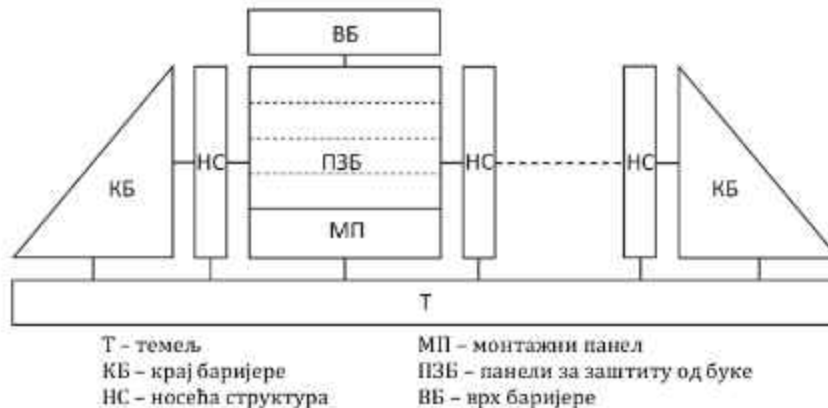 ВБ
КБ НС ПЗБ НС НС КБ
МП
Т
Т – темељ
КБ – крај баријере
НС – носећа структура
МП – монтажни панел
ПЗБ – панели за заштиту од буке
ВБ – врх баријере